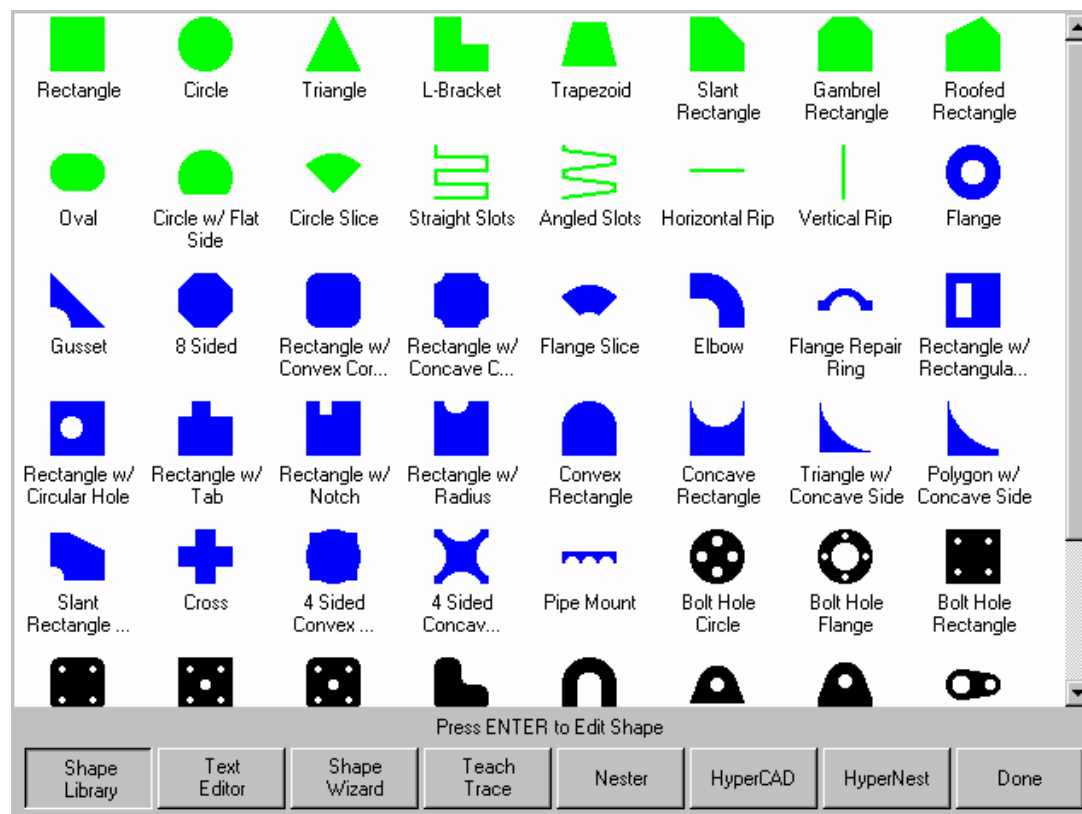 Rectangle Circle Triangle L-Bracket Trapezoid Slant Gambrel Roofed
Rectangle Rectangle Rectangle
Oval Circle w/ Flat Circle Slice Straight Slots Angled Slots Horizontal Rip Vertical Rip Flange
Side
Gusset 8 Sided Rectangle w/ Rectangle w/ Flange Slice Elbow Flange Repair Rectangle w/
Convex Cor... Concave C... Ring Rectangula...
Rectangle w/ Rectangle w/ Rectangle w/ Rectangle w/ Convex Concave Triangle w/ Polygon w/
Circular Hole Tab Notch Radius Rectangle Rectangle Concave Side Concave Side
Slant Cross 4 Sided 4 Sided Pipe Mount Bolt Hole Bolt Hole Bolt Hole
Rectangle ... Convex ... Concav... Circle Flange Rectangle
Press ENTER to Edit Shape
Shape Text Shape Teach Nester HyperCAD HyperNest Done
Library Editor Wizard Trace